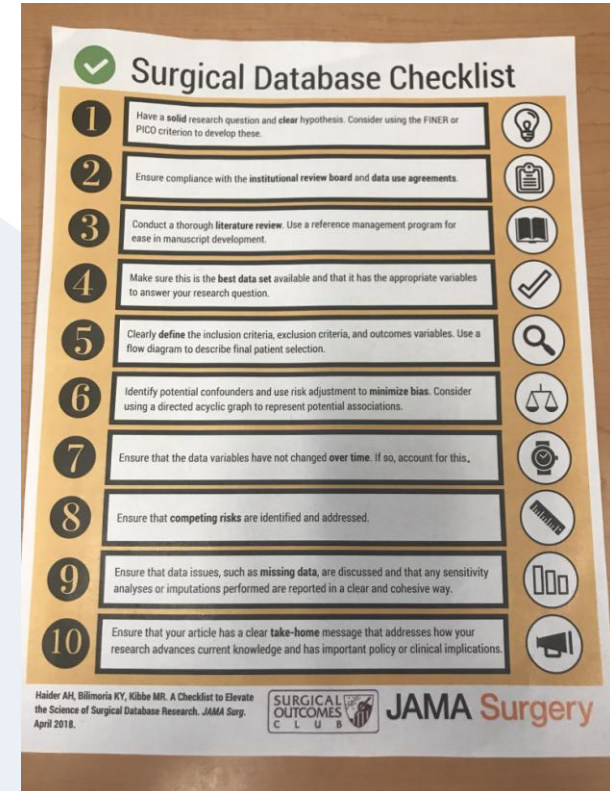 Surgical Database Checklist
1
Have a solid research question and clear hypothesis. Consider using the FINER or
PICO criterion to develop these.
2
Ensure compliance with the institutional review board and data use agreements.
3
Conduct a thorough literature review. Use a reference management program for
ease in manuscript development.
4
Make sure this is the best data set available and that it has the appropriate variables
to answer your research question.
5
Clearly define the inclusion criteria, exclusion criteria, and outcomes variables. Use a
flow diagram to describe final patient selection.
6
Identify potential confounders and use risk adjustment to minimize bias. Consider
using a directed acyclic graph to represent potential associations.
7
Ensure that the data variables have not changed over time. If so, account for this.
8
Ensure that competing risks are identified and addressed.
9
Ensure that data issues, such as missing data, are discussed and that any sensitivity
analyses or imputations performed are reported in a clear and cohesive way.
10
Ensure that your article has a clear take-home message that addresses how your
research advances current knowledge and has important policy or clinical implications.
Haider AH, Bilimoria KY, Kibbe MR. A Checklist to Elevate
the Science of Surgical Database Research. JAMA Surg.
April 2018.
SURGICAL
OUTCOMES
CLUB
JAMA Surgery